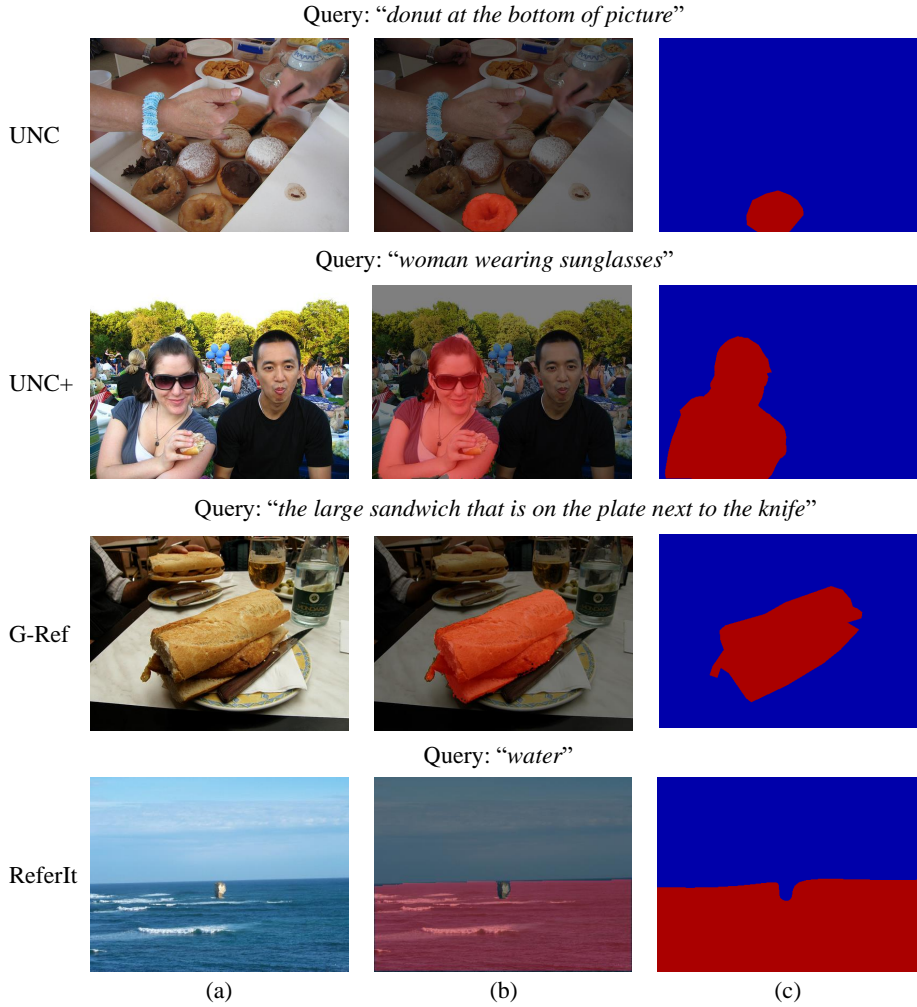 Query: “donut at the bottom of picture”
UNC
Query: “woman wearing sunglasses”
UNC+
Query: “the large sandwich that is on the plate next to the knife”
G-Ref
Query: “water”
ReferIt
(a) (b) (c)